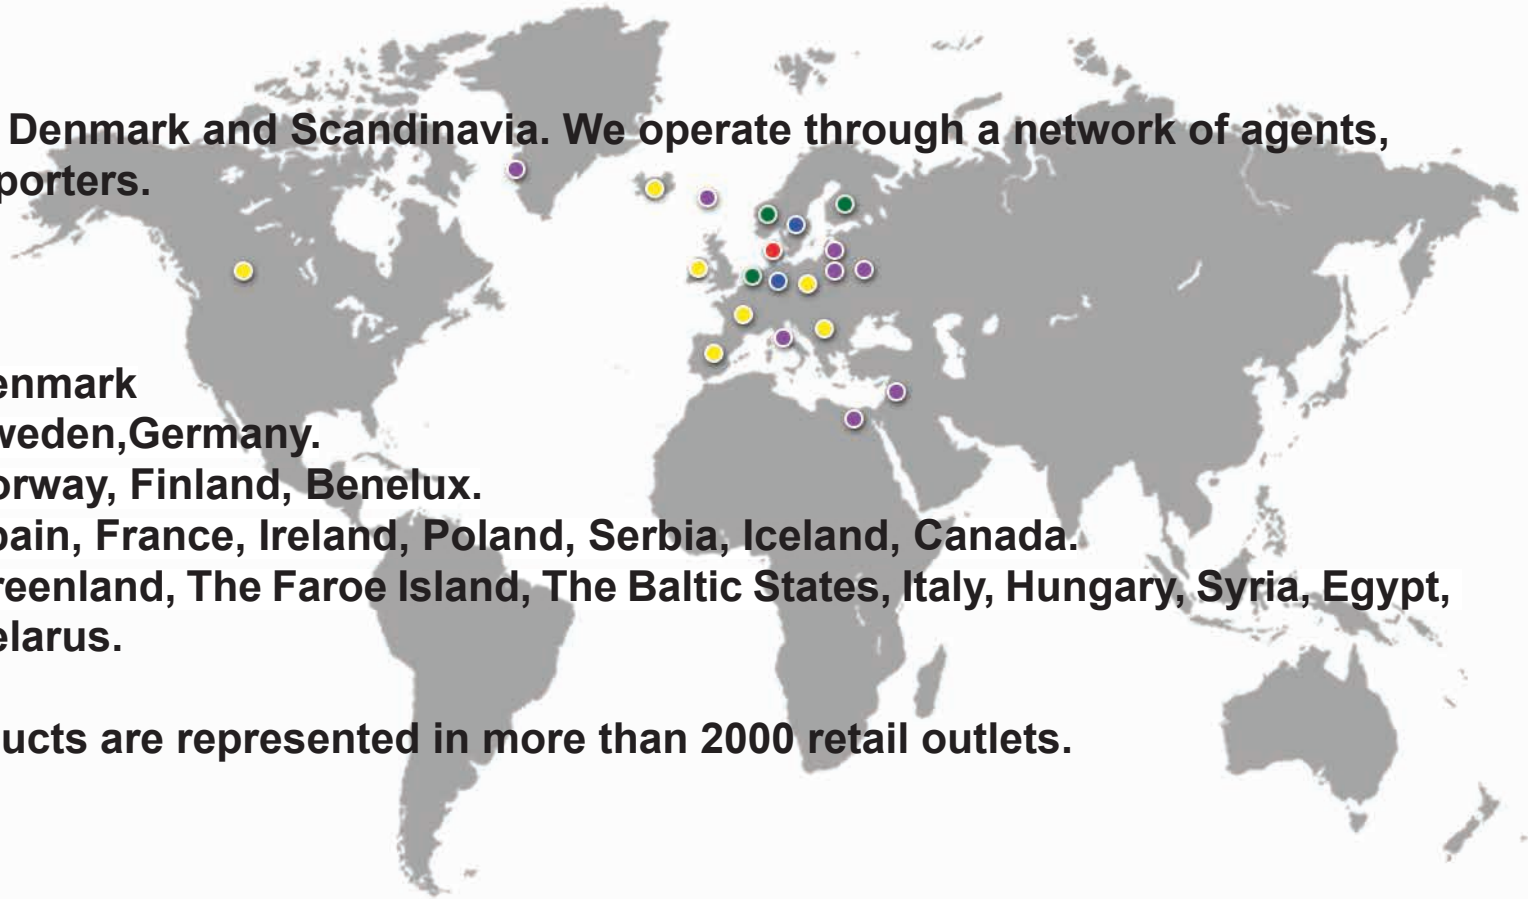 Denmark and Scandinavia. We operate through a network of agents,
porters.
enmark
weden,Germany.
orway, Finland, Benelux.
pain, France, Ireland, Poland, Serbia, Iceland, Canada.
reenland, The Faroe Island, The Baltic States, Italy, Hungary, Syria, Egypt,
elarus.
ucts are represented in more than 2000 retail outlets.